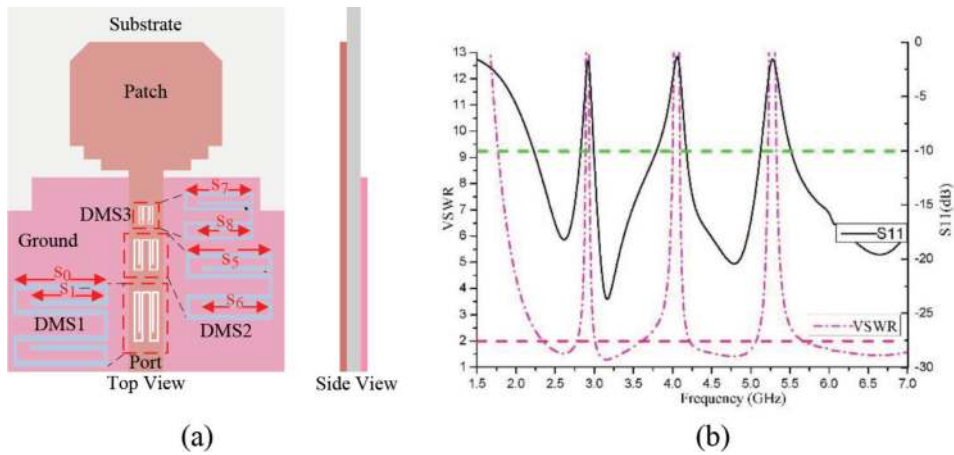 Substrate
Patch
S7
DMS3
S8
Ground
S5
S0
S1
S6
DMS1
DMS2
Port
Top View
Side View
(a)
13
12
11
10
9
8
7
6
5
4
3
2
1
VSWR
0
-5
-10
-15
-20
-25
-30
S11(dB)
S11
VSWR
1.5 2.0 2.5 3.0 3.5 4.0 4.5 5.0 5.5 6.0 6.5 7.0
Frequency (GHz)
(b)